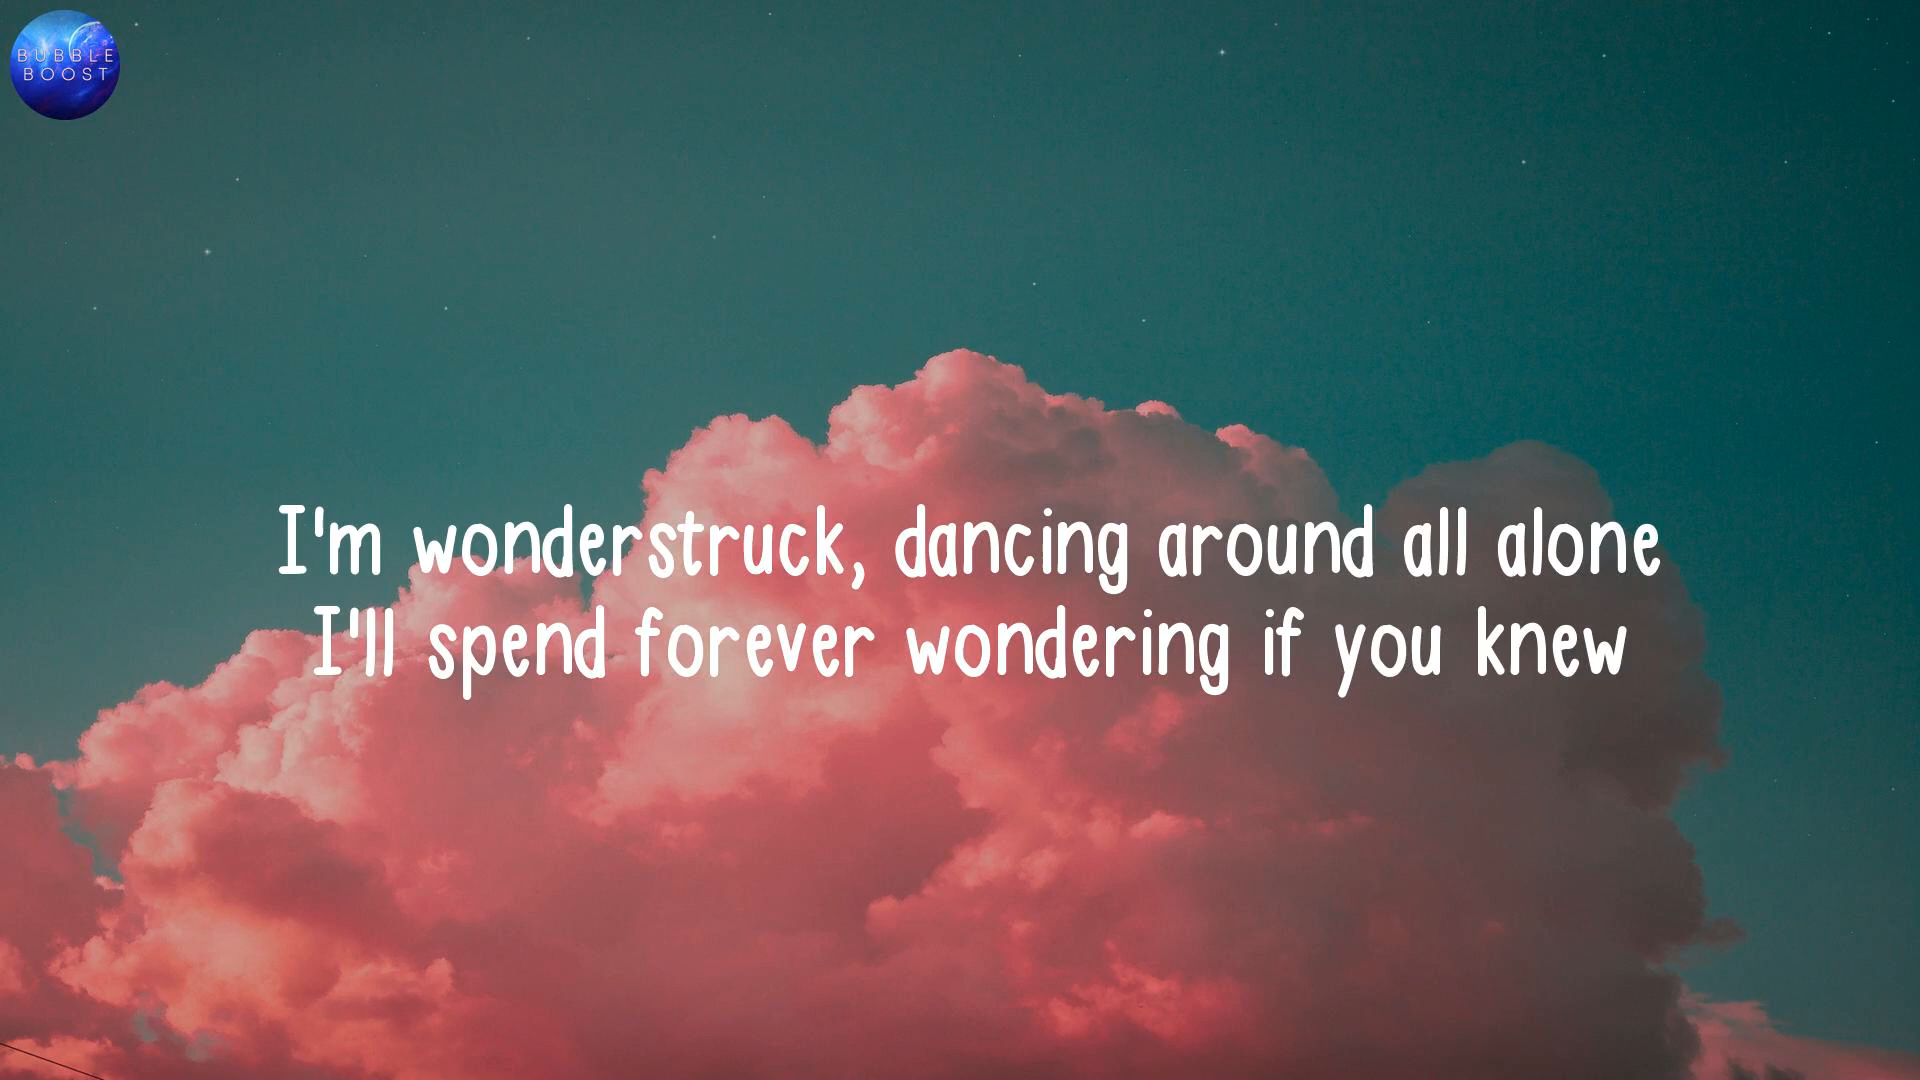 BUBBLE
BOOST
I'm wonderstruck, dancing around all alone
I'll spend forever wondering if you knew